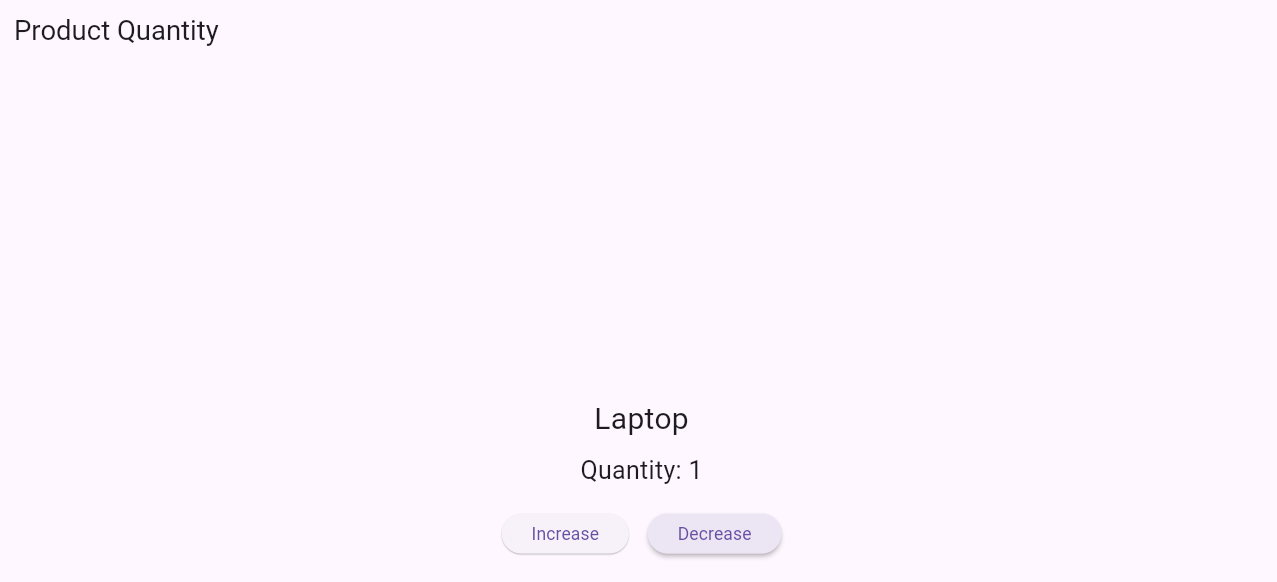 Product Quantity
Laptop
Quantity: 1
Increase Decrease